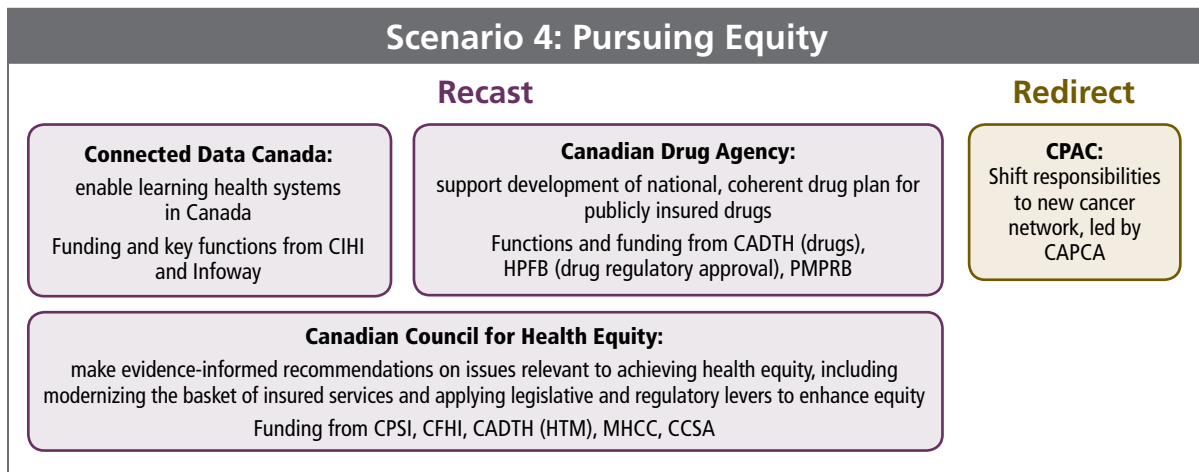 Scenario 4: Pursuing Equity
Recast
Connected Data Canada:
enable learning health systems
in Canada
Funding and key functions from CIHI
and Infoway
Canadian Drug Agency:
support development of national, coherent drug plan for
publicly insured drugs
Functions and funding from CADTH (drugs),
HPFB (drug regulatory approval), PMPRB
Canadian Council for Health Equity:
make evidence-informed recommendations on issues relevant to achieving health equity, including
modernizing the basket of insured services and applying legislative and regulatory levers to enhance equity
Funding from CPSI, CFHI, CADTH (HTM), MHCC, CCSA
Redirect
CPAC:
Shift responsibilities
to new cancer
network, led by
CAPCA